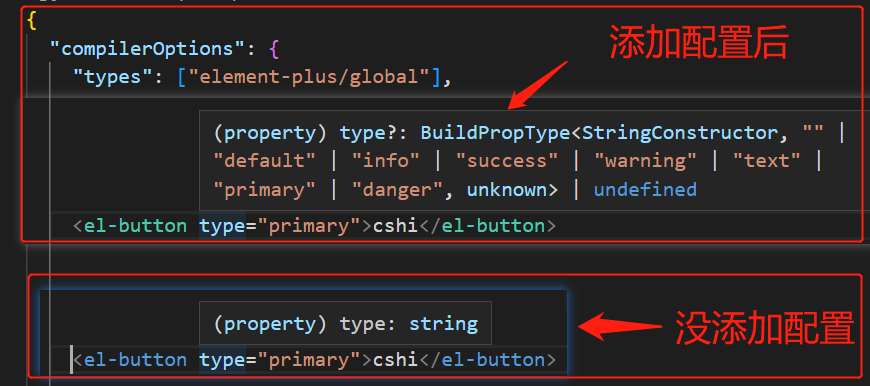 {
"compilerOptions": {
"types": ["element-plus/global"],
添加配置后
(property) type?: BuildPropType<StringConstructor, "" |
"default" | "info" | "success" | "warning" | "text" |
"primary" | "danger", unknown> | undefined
<el-button type="primary">cshi</el-button>
(property) type: string
没添加配置
<el-button type="primary">cshi</el-button>